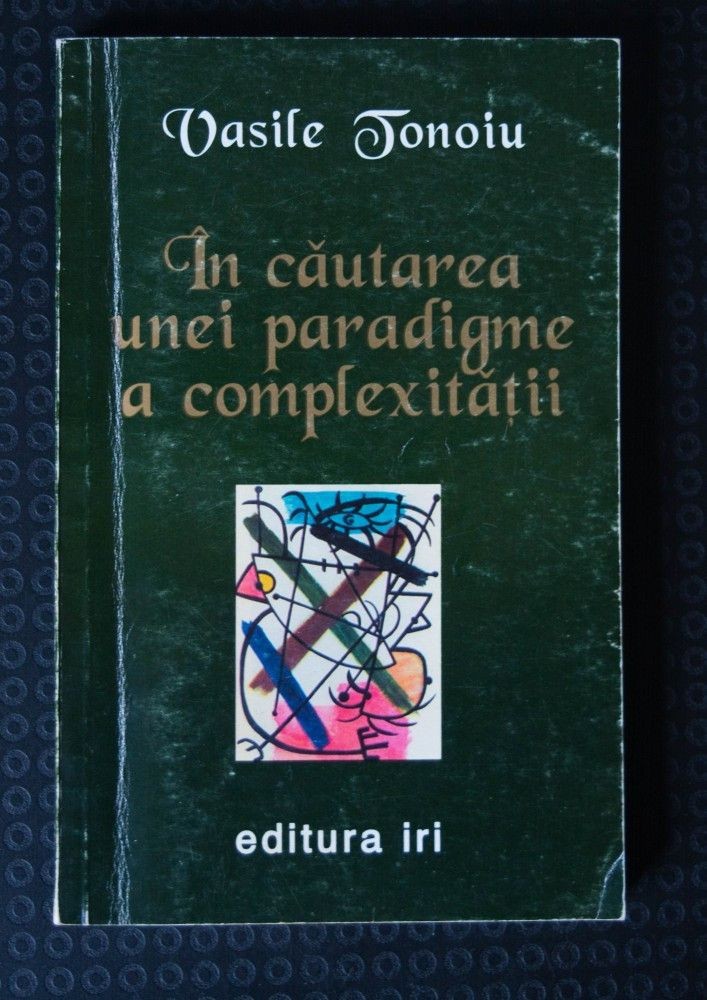 Vasile Tonoiu
În căutarea
unei paradigme
a complexității
editura iri